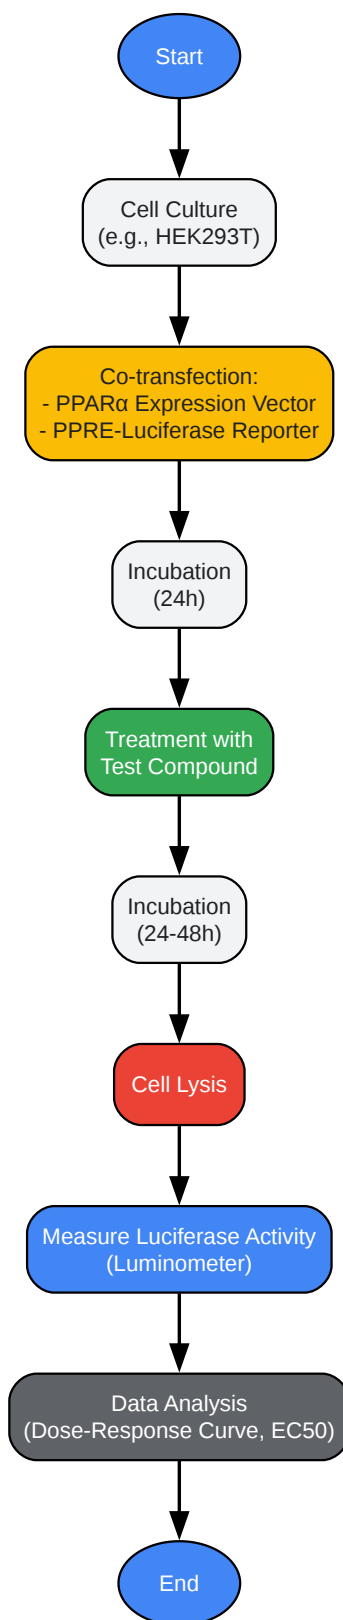 Start
Cell Culture
(e.g., HEK293T)
Co-transfection:
- PPARα Expression Vector
- PPRE-Luciferase Reporter
Incubation
(24h)
Treatment with
Test Compound
Incubation
(24-48h)
Cell Lysis
Measure Luciferase Activity
(Luminometer)
Data Analysis
(Dose-Response Curve, EC50)
End